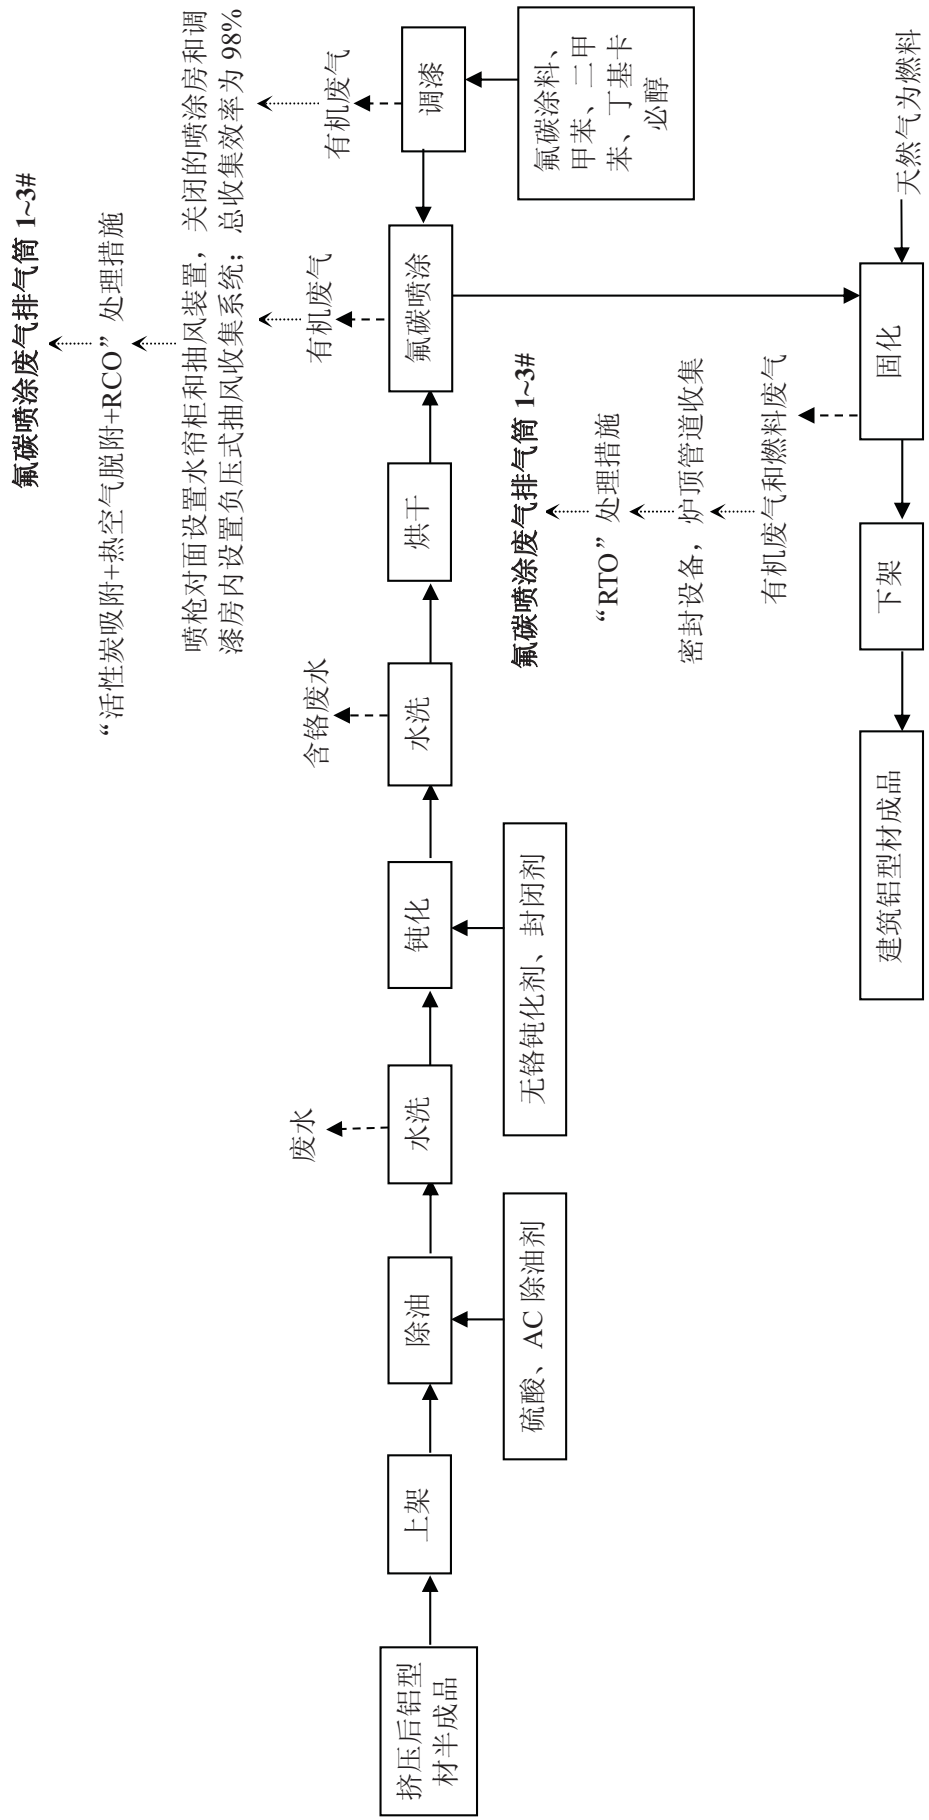 氟碳喷涂废气排气筒 1~3#
“活性炭吸附+热空气脱附+RCO”处理措施
喷枪对面设置水帘柜和抽风装置，关闭的喷涂房和调
漆房内设置负压式抽风收集系统；总收集效率为 98%
废水
含铬废水
有机废气
有机废气
挤压后铝型
材半成品
上架
除油
水洗
钝化
水洗
烘干
氟碳喷涂
调漆
硫酸、AC 除油剂
无铬钝化剂、封闭剂
氟碳涂料、
甲苯、二甲
苯、丁基卡
必醇
氟碳喷涂废气排气筒 1~3#
“RTO”处理措施
密封设备，炉顶管道收集
有机废气和燃料废气
建筑铝型材成品
下架
固化
天然气为燃料